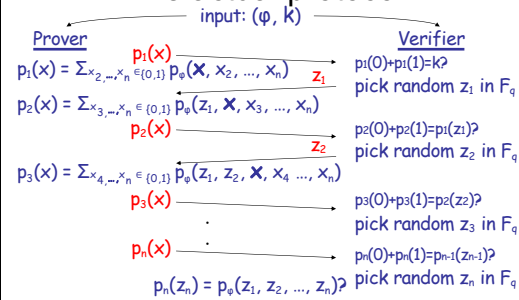 input: (φ, k)
Prover
Verifier
p₁(x)
p₁(x) = Σx₂,…,xₙ ∈{0,1} pφ(X, x₂, …, xₙ)
p₁(0)+p₁(1)=k?
z₁
pick random z₁ in Fq
p₂(x) = Σx₃,…,xₙ ∈{0,1} pφ(z₁, X, x₃, …, xₙ)
p₂(x)
p₂(0)+p₂(1)=p₁(z₁)?
z₂
pick random z₂ in Fq
p₃(x) = Σx₄,…,xₙ ∈{0,1} pφ(z₁, z₂, X, x₄ …, xₙ)
p₃(x)
p₃(0)+p₃(1)=p₂(z₂)?
.
pick random z₃ in Fq
.
pₙ(x)
pₙ(0)+pₙ(1)=pₙ₋₁(zₙ₋₁)?
pick random zₙ in Fq
pₙ(zₙ) = pφ(z₁, z₂, …, zₙ)?